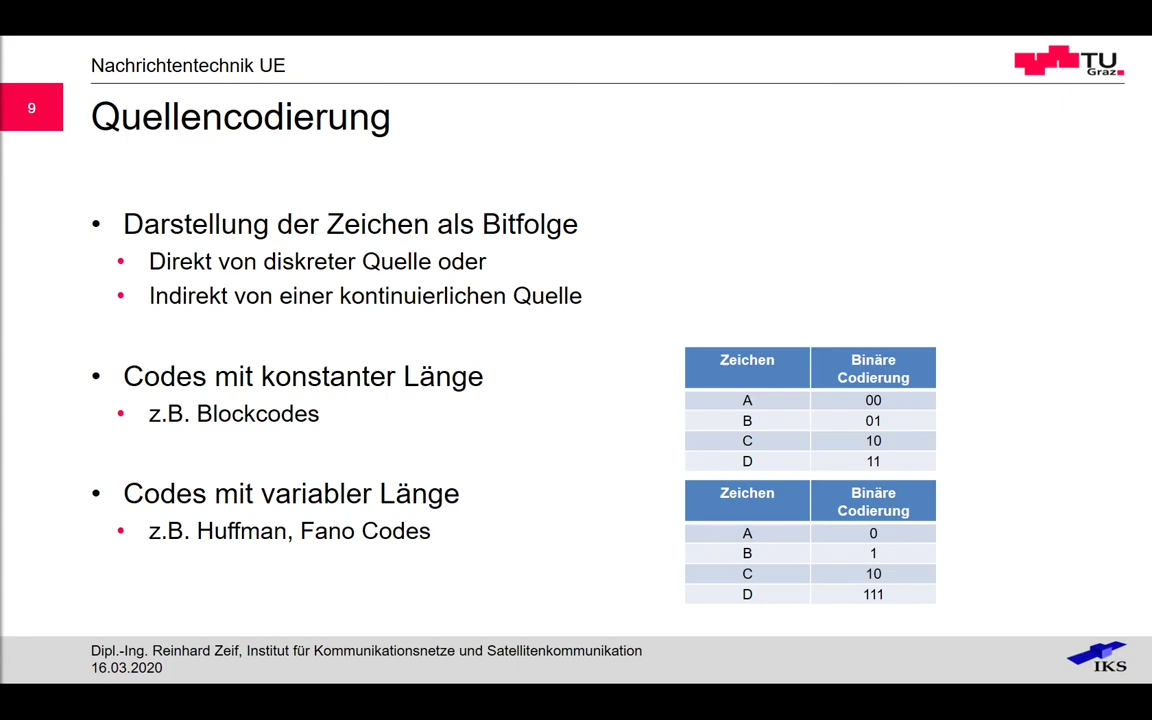 Nachrichtentechnik UE
TU
Graz
9
Quellencodierung
• Darstellung der Zeichen als Bitfolge
• Direkt von diskreter Quelle oder
• Indirekt von einer kontinuierlichen Quelle
• Codes mit konstanter Länge
• z.B. Blockcodes
• Codes mit variabler Länge
• z.B. Huffman, Fano Codes
Zeichen Binäre
Codierung
A 00
B 01
C 10
D 11
Zeichen Binäre
Codierung
A 0
B 1
C 10
D 111
Dipl.-Ing. Reinhard Zeif, Institut für Kommunikationsnetze und Satellitenkommunikation
16.03.2020
IKS